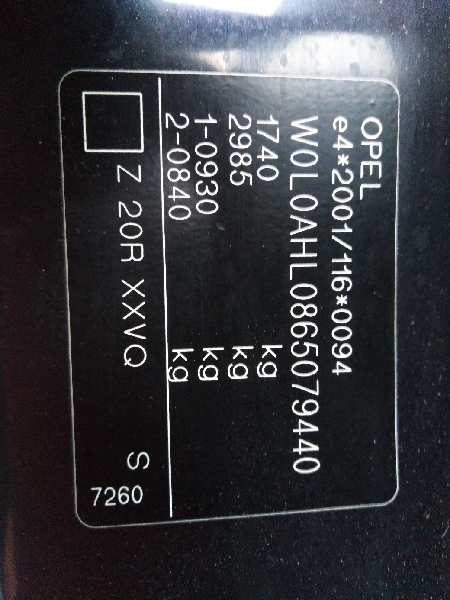 OPEL
e4*2001/116*0094
W0L0AHL0865079440
1740 kg
2985 kg
1-0930 kg
2-0840 kg
Z 20R XXVQ S
7260